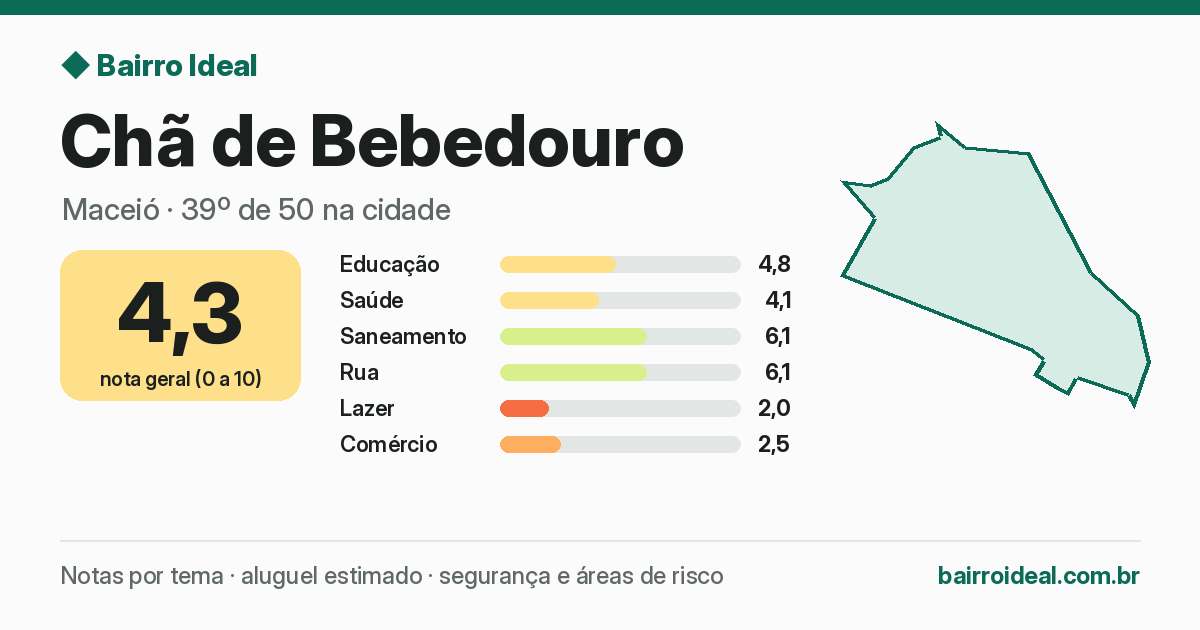 Bairro Ideal
Chã de Bebedouro
Maceió · 39º de 50 na cidade
4,3
nota geral (0 a 10)
Educação 4,8
Saúde 4,1
Saneamento 6,1
Rua 6,1
Lazer 2,0
Comércio 2,5
Notas por tema · aluguel estimado · segurança e áreas de risco
bairroideal.com.br